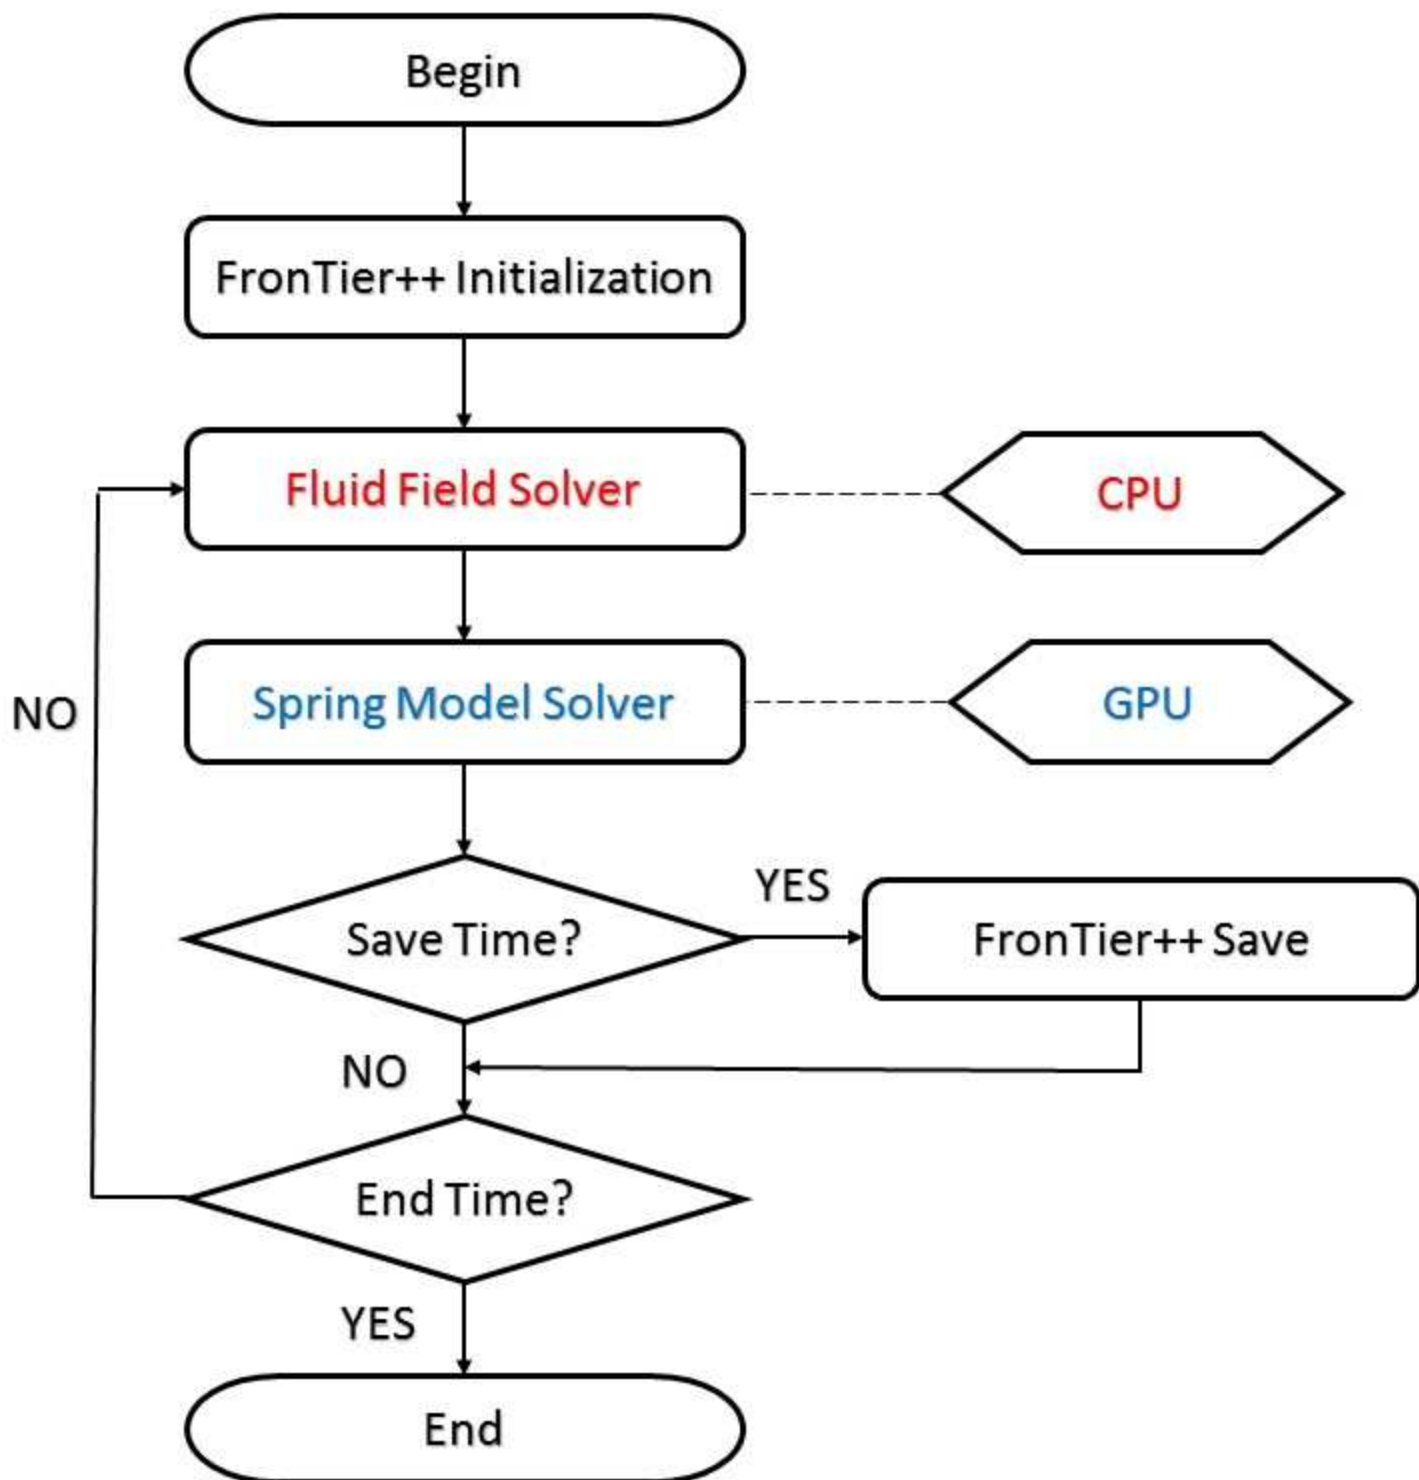 Begin
FronTier++ Initialization
Fluid Field Solver
CPU
Spring Model Solver
GPU
NO
YES
Save Time?
FronTier++ Save
NO
End Time?
YES
End